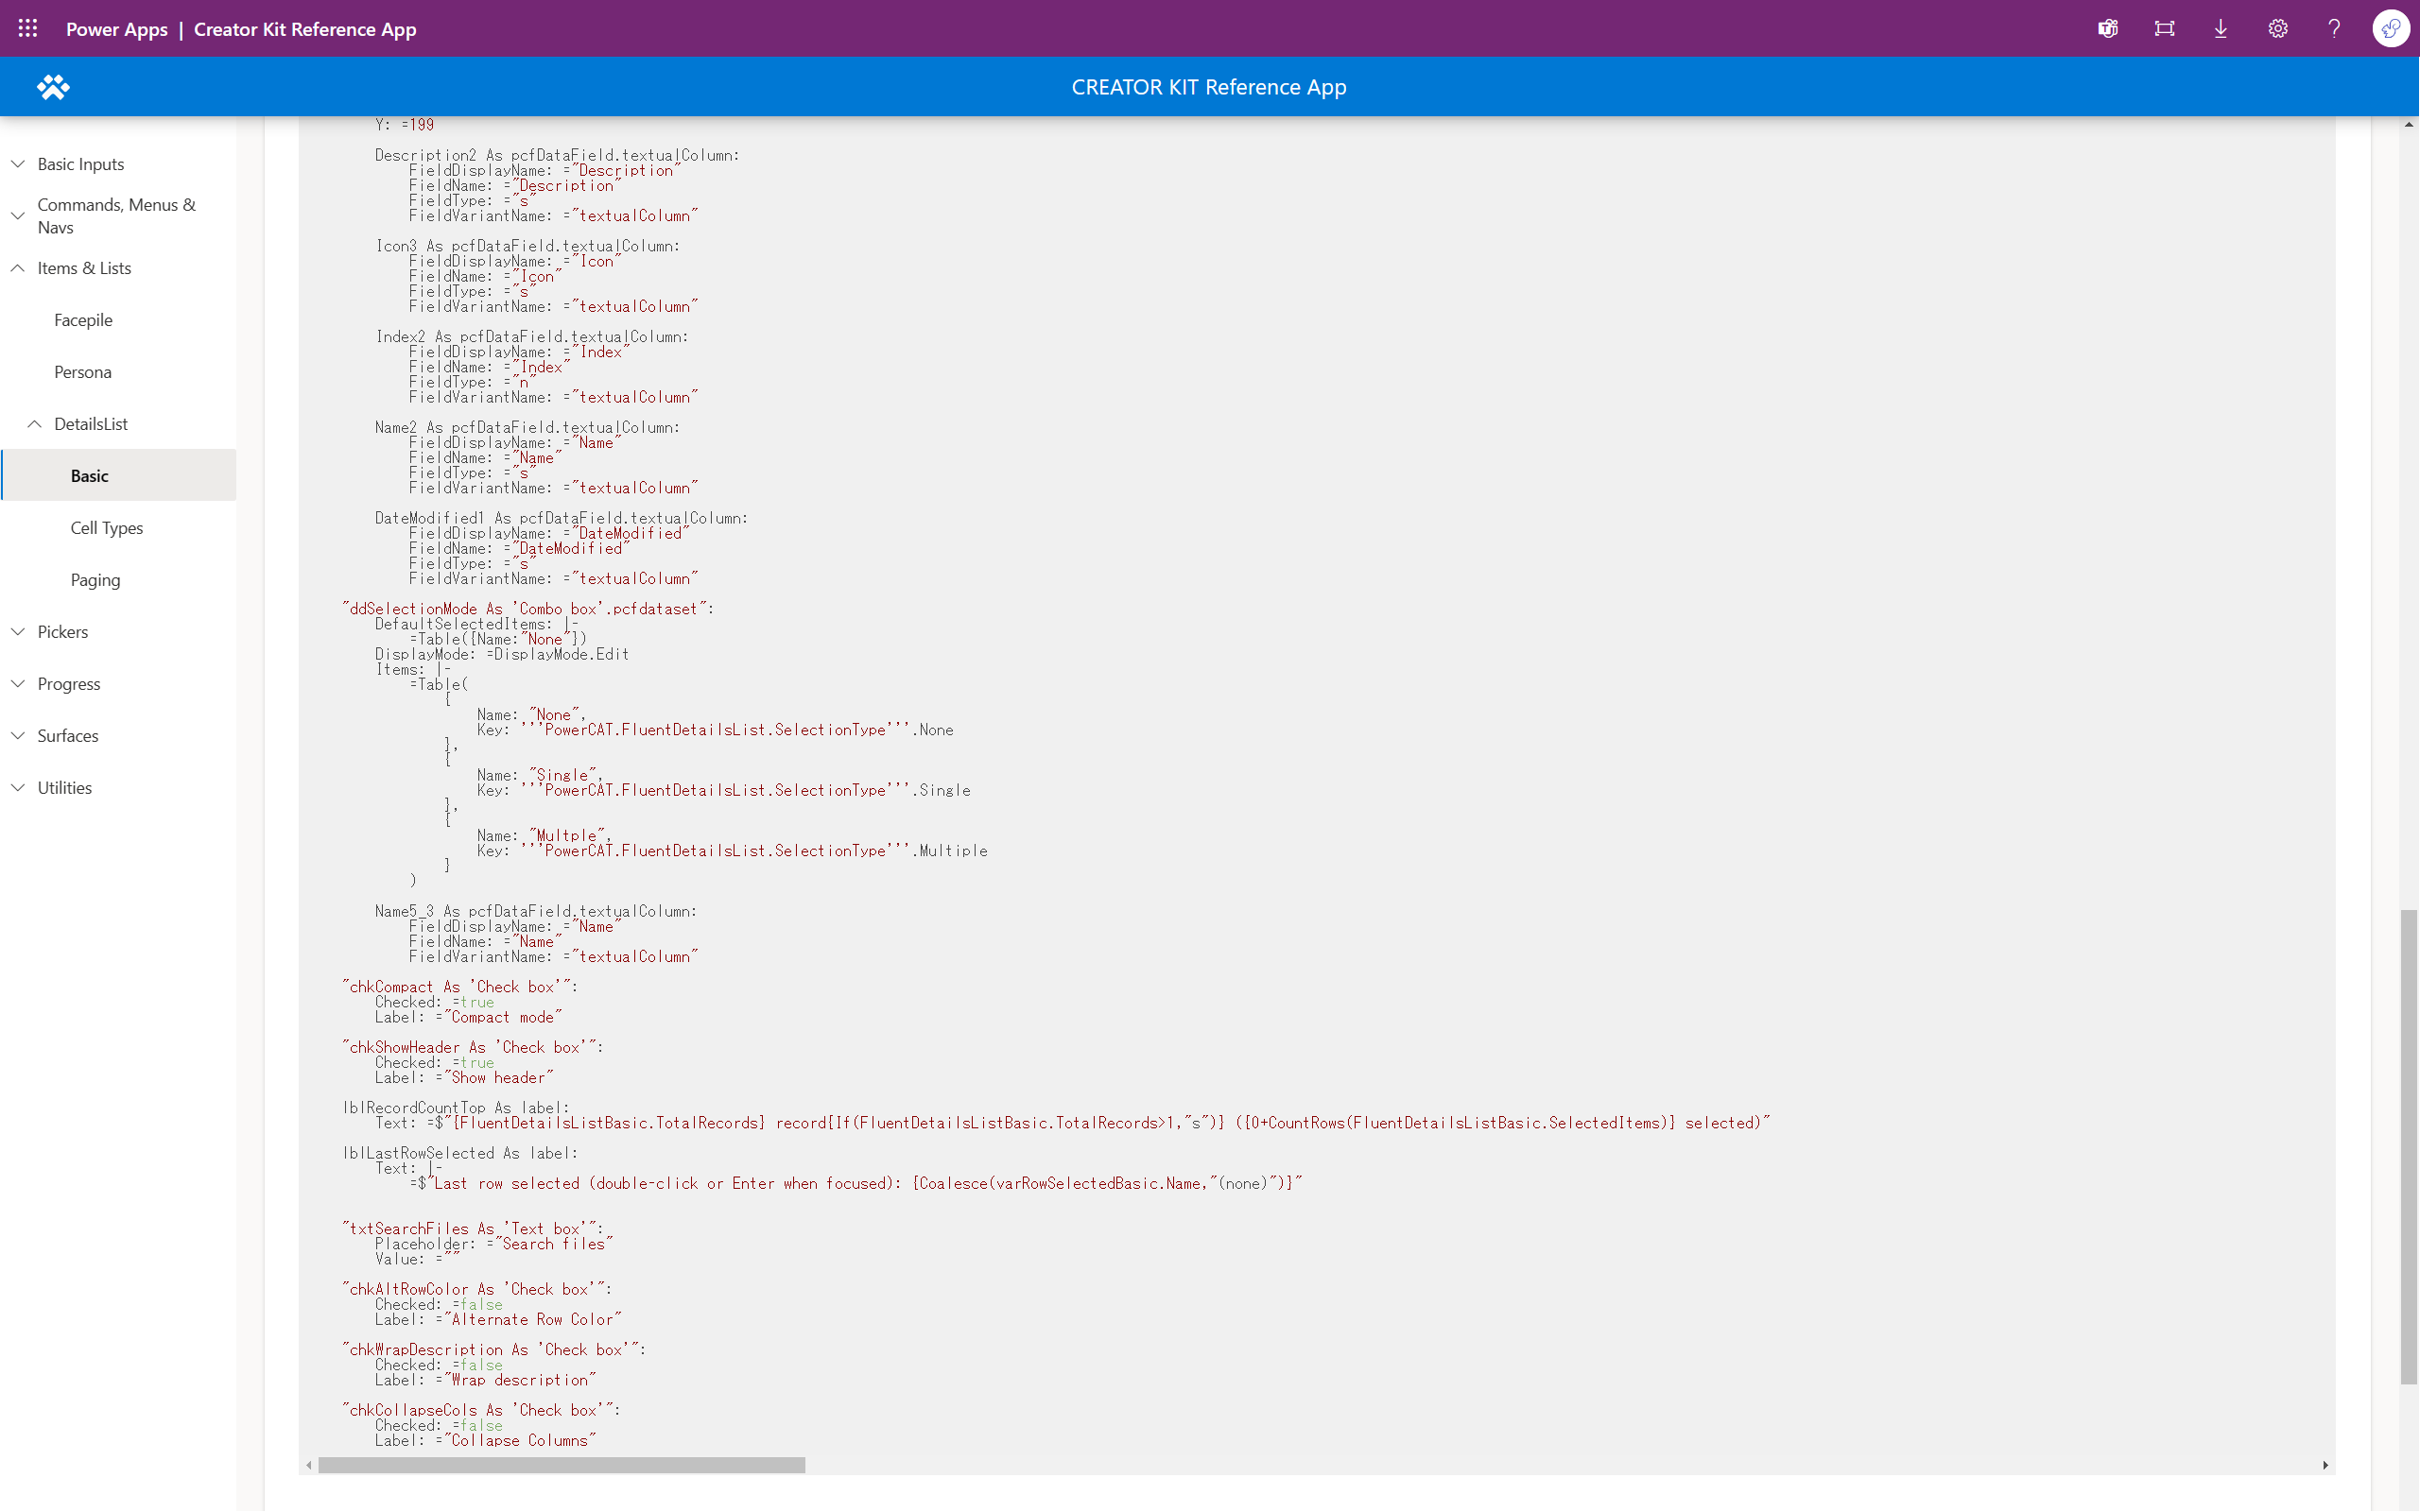 Power Apps | Creator Kit Reference App
CREATOR KIT Reference App
Basic Inputs
Commands, Menus & Navs
Items & Lists
Facepile
Persona
DetailsList
Basic
Cell Types
Paging
Pickers
Progress
Surfaces
Utilities
Y: =199
Description2 As pcfDataField.textualColumn:
FieldDisplayName: ="Description"
FieldName: ="Description"
FieldType: ="s"
FieldVariantName: ="textualColumn"
Icon3 As pcfDataField.textualColumn:
FieldDisplayName: ="Icon"
FieldName: ="Icon"
FieldType: ="s"
FieldVariantName: ="textualColumn"
Index2 As pcfDataField.textualColumn:
FieldDisplayName: ="Index"
FieldName: ="Index"
FieldType: ="n"
FieldVariantName: ="textualColumn"
Name2 As pcfDataField.textualColumn:
FieldDisplayName: ="Name"
FieldName: ="Name"
FieldType: ="s"
FieldVariantName: ="textualColumn"
DateModified1 As pcfDataField.textualColumn:
FieldDisplayName: ="DateModified"
FieldName: ="DateModified"
FieldType: ="s"
FieldVariantName: ="textualColumn"
"ddSelectionMode As 'Combo box'.pcfdataset":
DefaultSelectedItems: |-
=Table({Name:"None"})
DisplayMode: =DisplayMode.Edit
Items: |-
=Table(
{
Name: "None",
Key: '''PowerCAT.FluentDetailsList.SelectionType'''.None
},
{
Name: "Single",
Key: '''PowerCAT.FluentDetailsList.SelectionType'''.Single
},
{
Name: "Multple",
Key: '''PowerCAT.FluentDetailsList.SelectionType'''.Multiple
}
)
Name5_3 As pcfDataField.textualColumn:
FieldDisplayName: ="Name"
FieldName: ="Name"
FieldVariantName: ="textualColumn"
"chkCompact As 'Check box'":
Checked: =true
Label: ="Compact mode"
"chkShowHeader As 'Check box'":
Checked: =true
Label: ="Show header"
lblRecordCountTop As label:
Text: =$"{FluentDetailsListBasic.TotalRecords} record{If(FluentDetailsListBasic.TotalRecords>1,"s")} ({0+CountRows(FluentDetailsListBasic.SelectedItems)} selected)"
lblLastRowSelected As label:
Text: |-
=$"Last row selected (double-click or Enter when focused): {Coalesce(varRowSelectedBasic.Name,"(none)")}"
"txtSearchFiles As 'Text box'":
Placeholder: ="Search files"
Value: =""
"chkAltRowColor As 'Check box'":
Checked: =false
Label: ="Alternate Row Color"
"chkWrapDescription As 'Check box'":
Checked: =false
Label: ="Wrap description"
"chkCollapseCols As 'Check box'":
Checked: =false
Label: ="Collapse Columns"